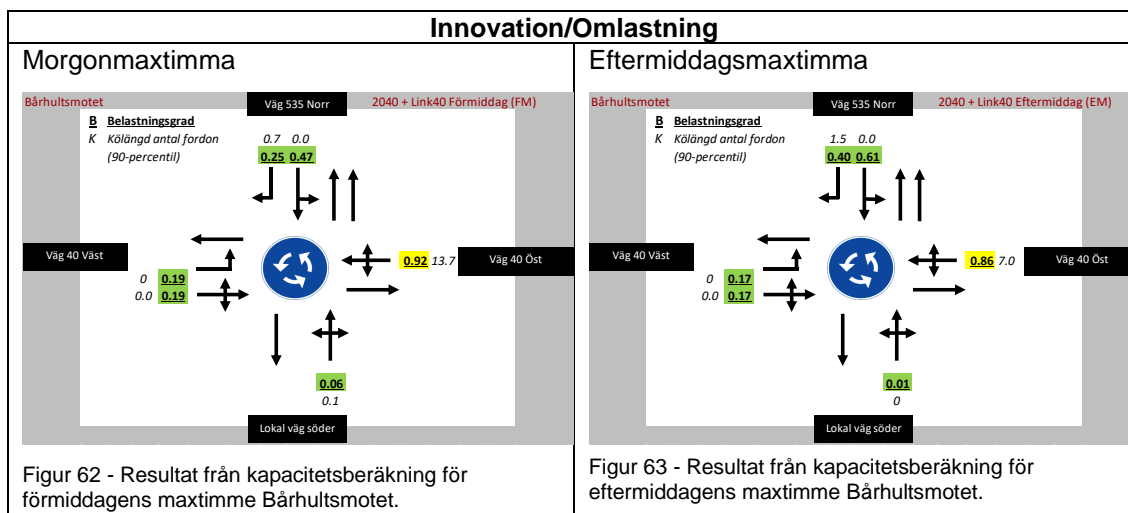 Innovation/Omlastning
Morgonmaxtimma
Bårhultsmotet
Väg 535 Norr
2040 + Link40 Förmiddag (FM)
B Belastningsgrad
K Kölängd antal fordon
(90-percentil)
0.7 0.0
0.25 0.47
Väg 40 Väst
0 0.19
0.0 0.19
0.92 13.7
Väg 40 Öst
0.06
0.1
Lokal väg söder
Figur 62 - Resultat från kapacitetsberäkning för
förmiddagens maxtimme Bårhultsmotet.
Eftermiddagsmaxtimma
Bårhultsmotet
Väg 535 Norr
2040 + Link40 Eftermiddag (EM)
B Belastningsgrad
K Kölängd antal fordon
(90-percentil)
1.5 0.0
0.40 0.61
Väg 40 Väst
0 0.17
0.0 0.17
0.86 7.0
Väg 40 Öst
0.01
0
Lokal väg söder
Figur 63 - Resultat från kapacitetsberäkning för
eftermiddagens maxtimme Bårhultsmotet.